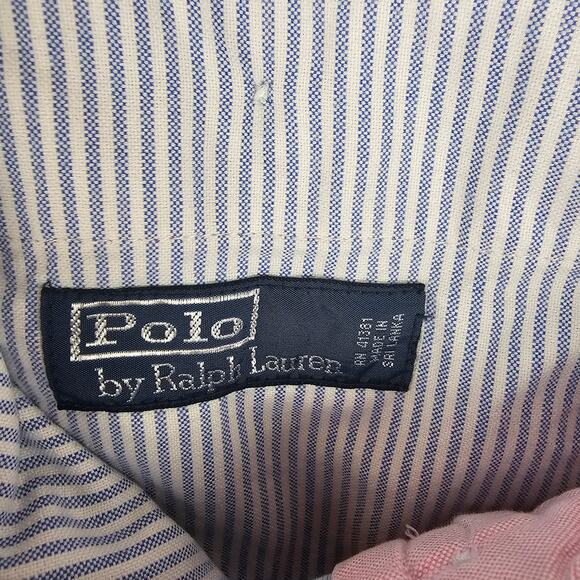 Polo
by Ralph Lauren
RN 41381
MADE IN
SRI LANKA